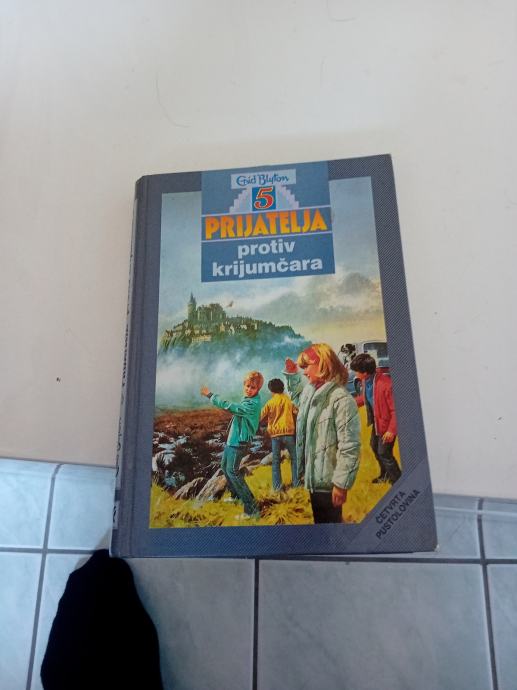 Enid Blyton
5
PRIJATELJA
protiv
krijumčara
ČETVRTA
PUSTOLOVINA